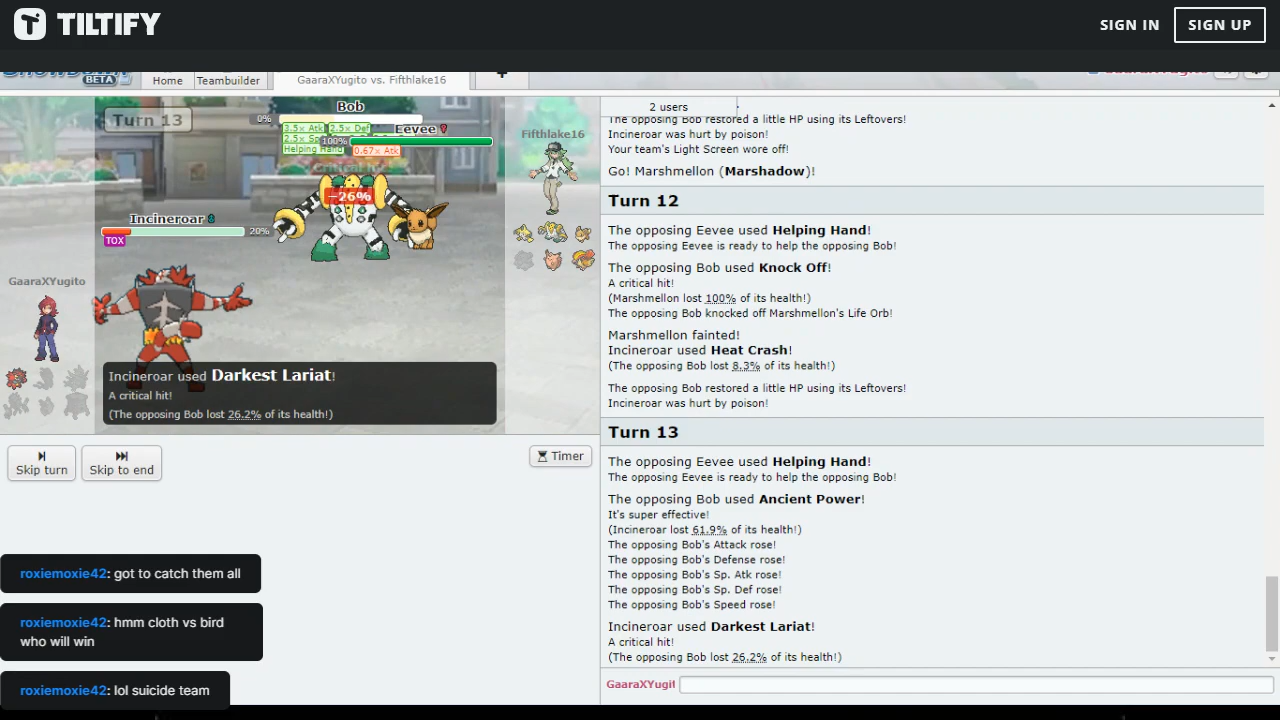 TILTIFY
SIGN IN
SIGN UP
BETA
Home
Teambuilder
GaaraXYugito vs. Fifthlake16
+
Turn 13
0%
Bob
2.5× Def
Helping Hand
100%
Eevee
0.67× Atk
Critical hit
−26%
Incineroar
20%
TOX
Fifthlake16
GaaraXYugito
Incineroar used Darkest Lariat!
A critical hit!
(The opposing Bob lost 26.2% of its health!)
Skip turn
Skip to end
Timer
roxiemoxie42: got to catch them all
roxiemoxie42: hmm cloth vs bird
who will win
roxiemoxie42: lol suicide team
2 users
The opposing Bob restored a little HP using its Leftovers!
Incineroar was hurt by poison!
Your team's Light Screen wore off!
Go! Marshmellon (Marshadow)!
Turn 12
The opposing Eevee used Helping Hand!
The opposing Eevee is ready to help the opposing Bob!
The opposing Bob used Knock Off!
A critical hit!
(Marshmellon lost 100% of its health!)
The opposing Bob knocked off Marshmellon's Life Orb!
Marshmellon fainted!
Incineroar used Heat Crash!
(The opposing Bob lost 8.3% of its health!)
The opposing Bob restored a little HP using its Leftovers!
Incineroar was hurt by poison!
Turn 13
The opposing Eevee used Helping Hand!
The opposing Eevee is ready to help the opposing Bob!
The opposing Bob used Ancient Power!
It's super effective!
(Incineroar lost 61.9% of its health!)
The opposing Bob's Attack rose!
The opposing Bob's Defense rose!
The opposing Bob's Sp. Atk rose!
The opposing Bob's Sp. Def rose!
The opposing Bob's Speed rose!
Incineroar used Darkest Lariat!
A critical hit!
(The opposing Bob lost 26.2% of its health!)
GaaraXYugit